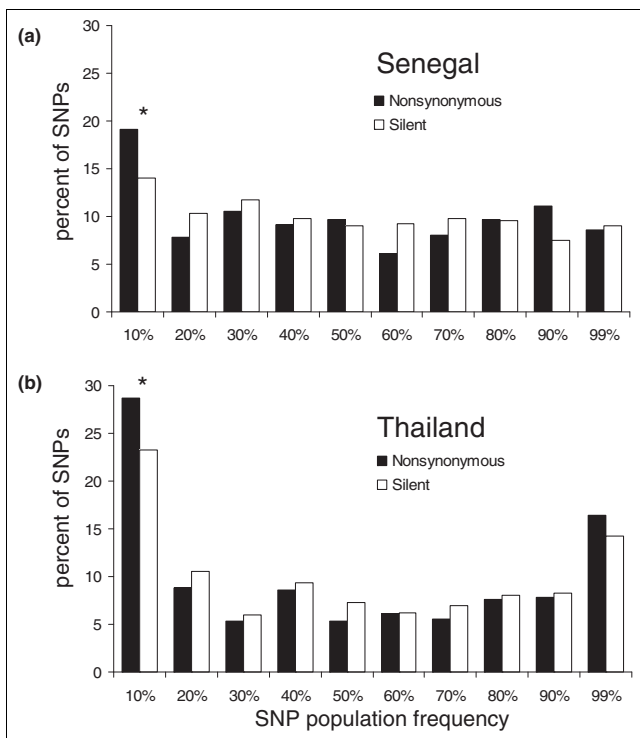 (a)
Senegal
Nonsynonymous
Silent
*
percent of SNPs
30
25
20
15
10
5
0
10% 20% 30% 40% 50% 60% 70% 80% 90% 99%
(b)
Thailand
Nonsynonymous
Silent
*
percent of SNPs
30
25
20
15
10
5
0
10% 20% 30% 40% 50% 60% 70% 80% 90% 99%
SNP population frequency